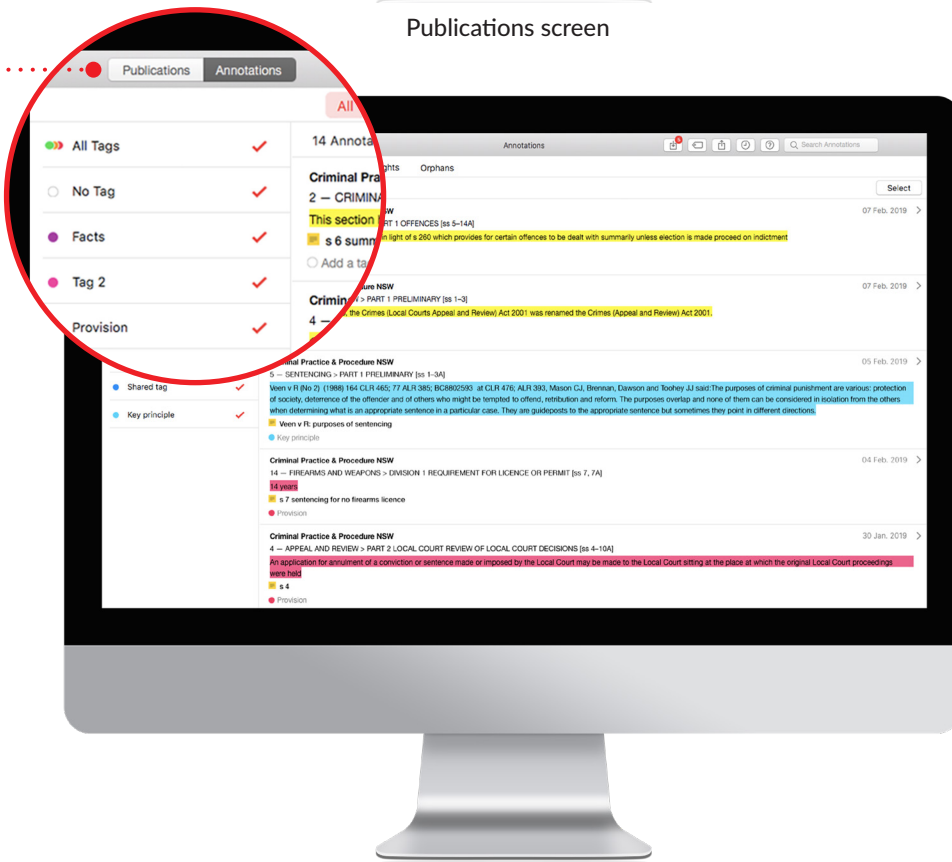 Publications screen
Publications Annotations
All
All Tags
No Tag
Facts
Tag 2
Provision
14 Annota
Criminal Pra
2 — CRIMINA
This section
s 6 summ
Add a ta
Crimin
4 —
Annotations
Search Annotations
ghts Orphans
Select
NSW 07 Feb. 2019
RT 1 OFFENCES [ss 5–14A]
in light of s 260 which provides for certain offences to be dealt with summarily unless election is made proceed on indictment
ure NSW 07 Feb. 2019
> PART 1 PRELIMINARY [ss 1–3]
the Crimes (Local Courts Appeal and Review) Act 2001 was renamed the Crimes (Appeal and Review) Act 2001.
Shared tag
Key principle
inal Practice & Procedure NSW 05 Feb. 2019
5 — SENTENCING > PART 1 PRELIMINARY [ss 1-3A]
Veen v R (No 2) (1988) 164 CLR 465; 77 ALR 385; BC8802593 at CLR 476; ALR 393, Mason CJ, Brennan, Dawson and Toohey JJ said:The purposes of criminal punishment are various: protection
of society, deterrence of the offender and of others who might be tempted to offend, retribution and reform. The purposes overlap and none of them can be considered in isolation from the others
when determining what is an appropriate sentence in a particular case. They are guideposts to the appropriate sentence but sometimes they point in different directions.
Veen v R: purposes of sentencing
Key principle
Criminal Practice & Procedure NSW 04 Feb. 2019
14 — FIREARMS AND WEAPONS > DIVISION 1 REQUIREMENT FOR LICENCE OR PERMIT [ss 7, 7A]
14 years
s 7 sentencing for no firearms licence
Provision
Criminal Practice & Procedure NSW 30 Jan. 2019
4 — APPEAL AND REVIEW > PART 2 LOCAL COURT REVIEW OF LOCAL COURT DECISIONS [ss 4–10A]
An application for annulment of a conviction or sentence made or imposed by the Local Court may be made to the Local Court sitting at the place at which the original Local Court proceedings
were held
s 4
Provision